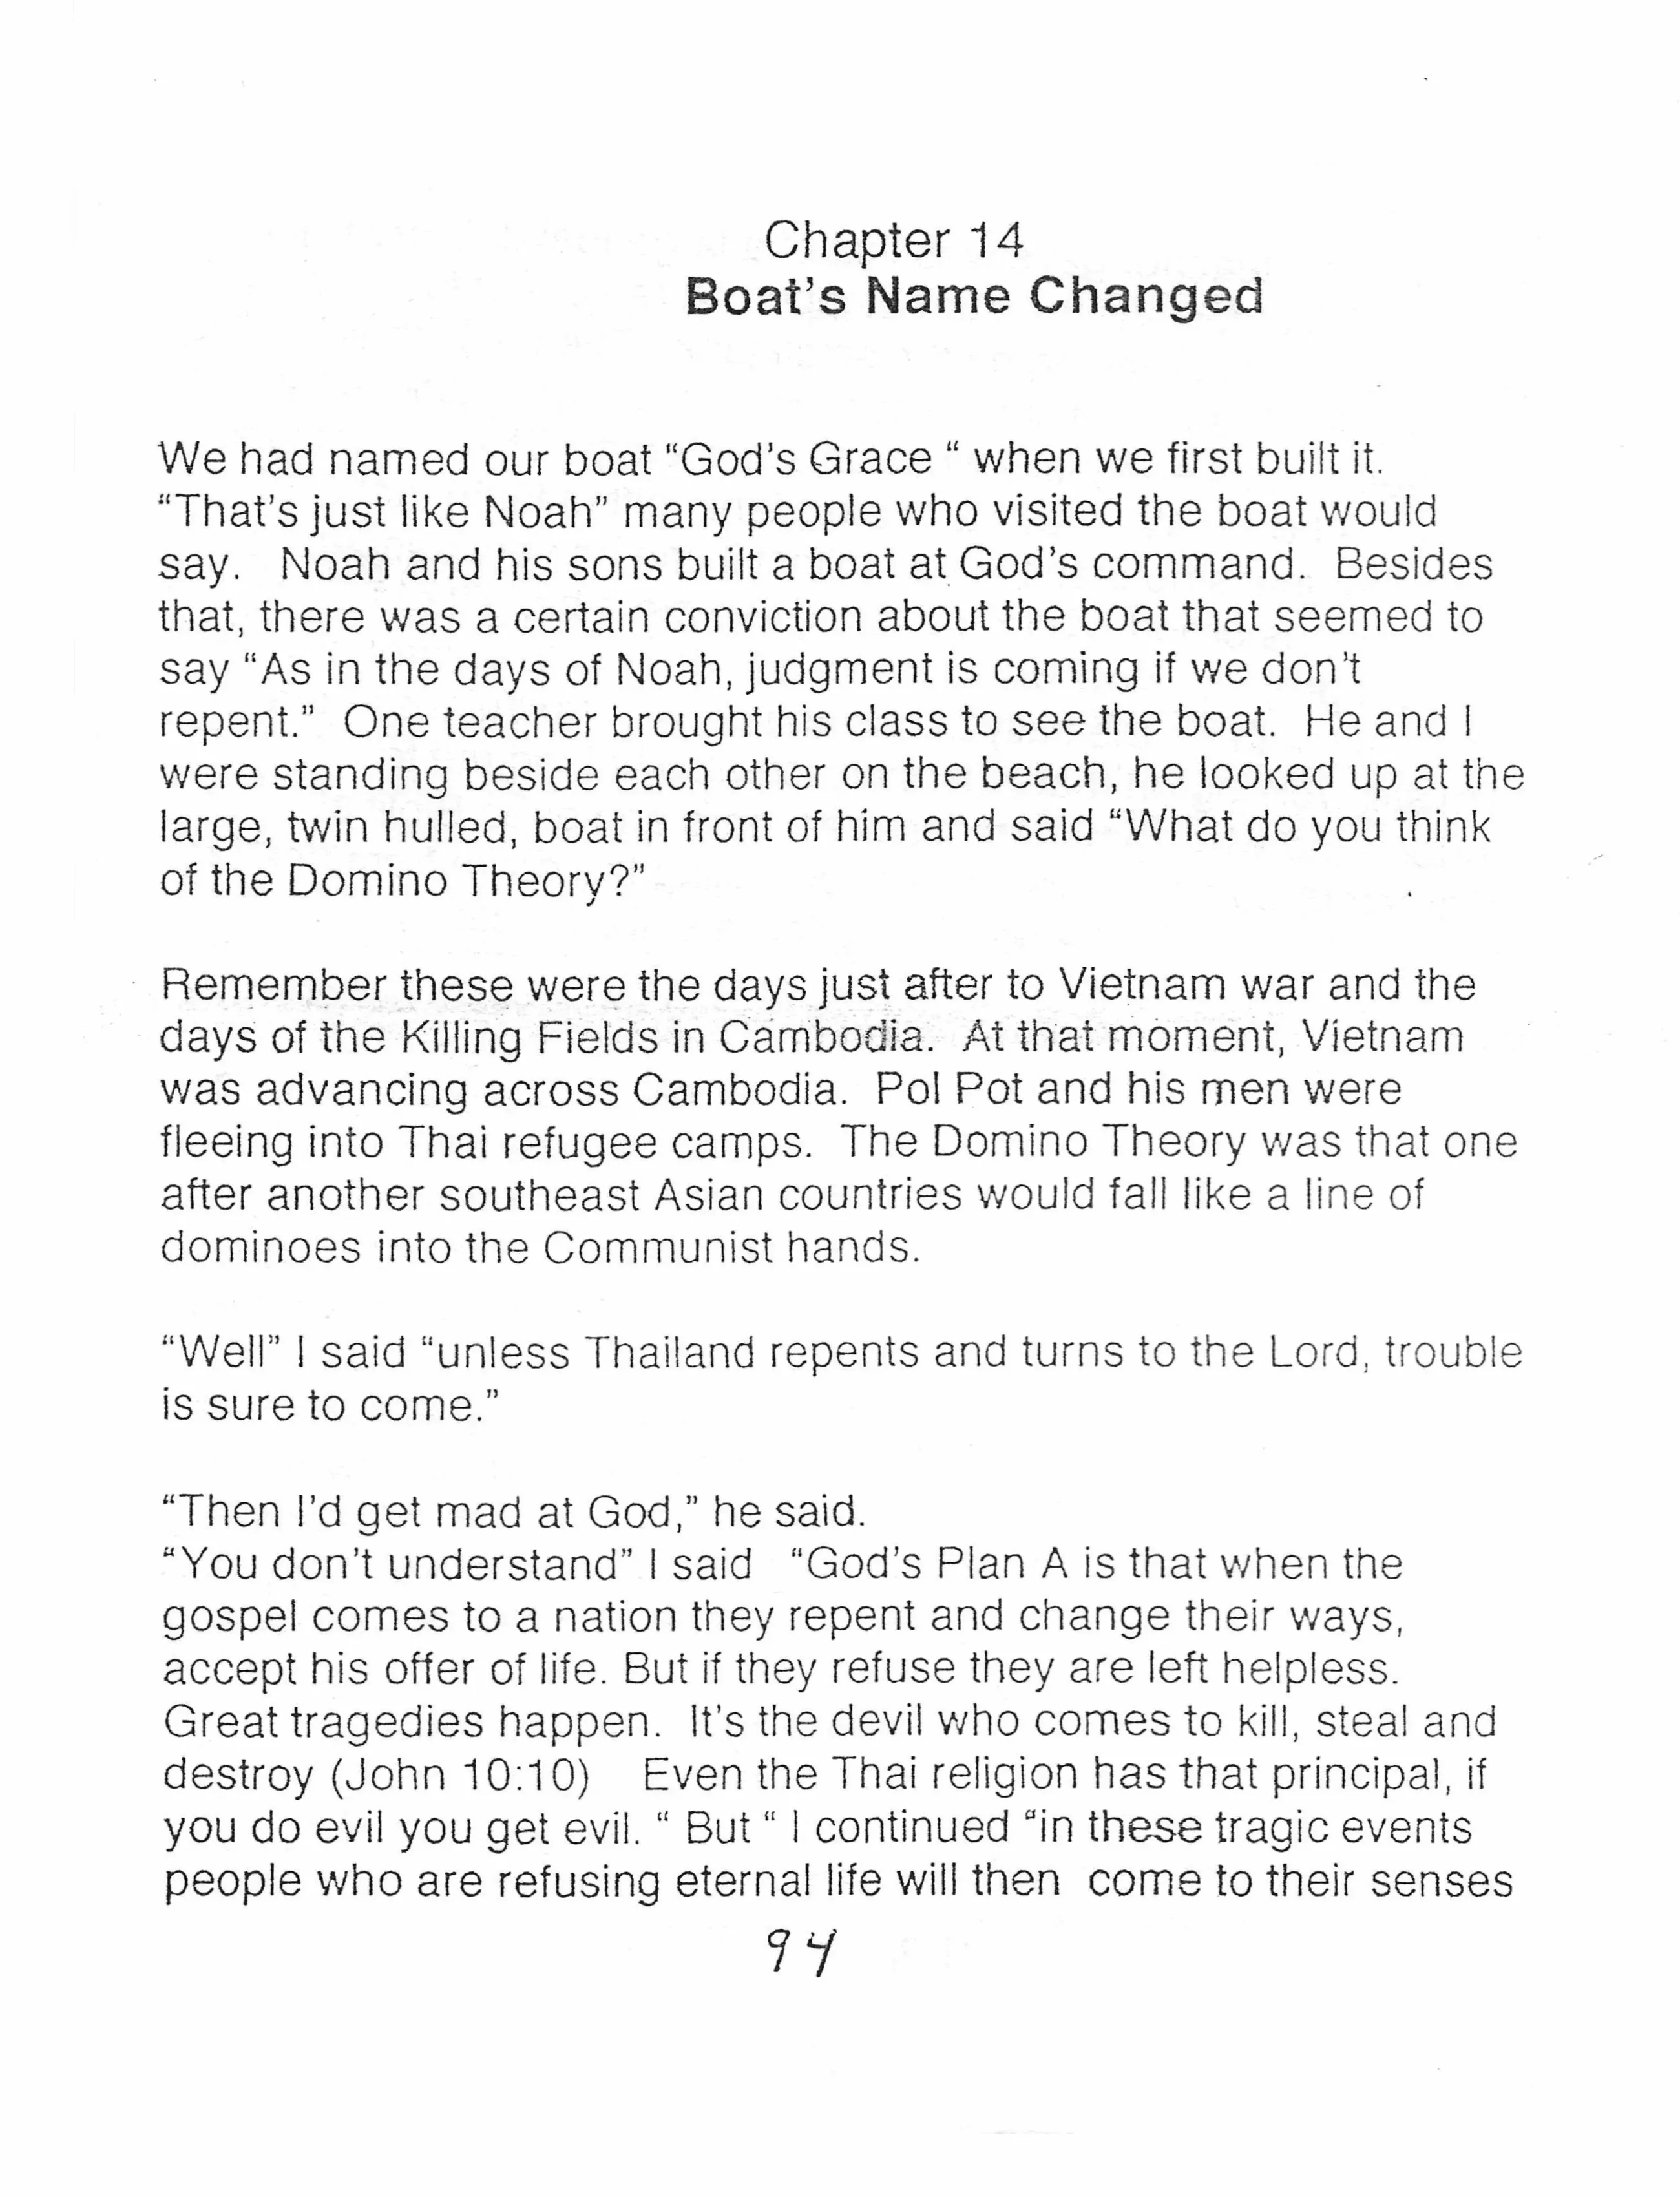 Chapter 14
Boat's Name Changed
We had named our boat “God's Grace “ when we first built it.
“That's just like Noah” many people who visited the boat would
say. Noah and his sons built a boat at God's command. Besides
that, there was a certain conviction about the boat that seemed to
say “As in the days of Noah, judgment is coming if we don't
repent.” One teacher brought his class to see the boat. He and I
were standing beside each other on the beach, he looked up at the
large, twin hulled, boat in front of him and said “What do you think
of the Domino Theory?”
Remember these were the days just after to Vietnam war and the
days of the Killing Fields in Cambodia. At that moment, Vietnam
was advancing across Cambodia. Pol Pot and his men were
fleeing into Thai refugee camps. The Domino Theory was that one
after another southeast Asian countries would fall like a line of
dominoes into the Communist hands.
“Well” I said “unless Thailand repents and turns to the Lord, trouble
is sure to come.”
“Then I'd get mad at God,” he said.
“You don't understand” I said “God's Plan A is that when the
gospel comes to a nation they repent and change their ways,
accept his offer of life. But if they refuse they are left helpless.
Great tragedies happen. It's the devil who comes to kill, steal and
destroy (John 10:10) Even the Thai religion has that principal, if
you do evil you get evil. “ But “ I continued “in these tragic events
people who are refusing eternal life will then come to their senses
94